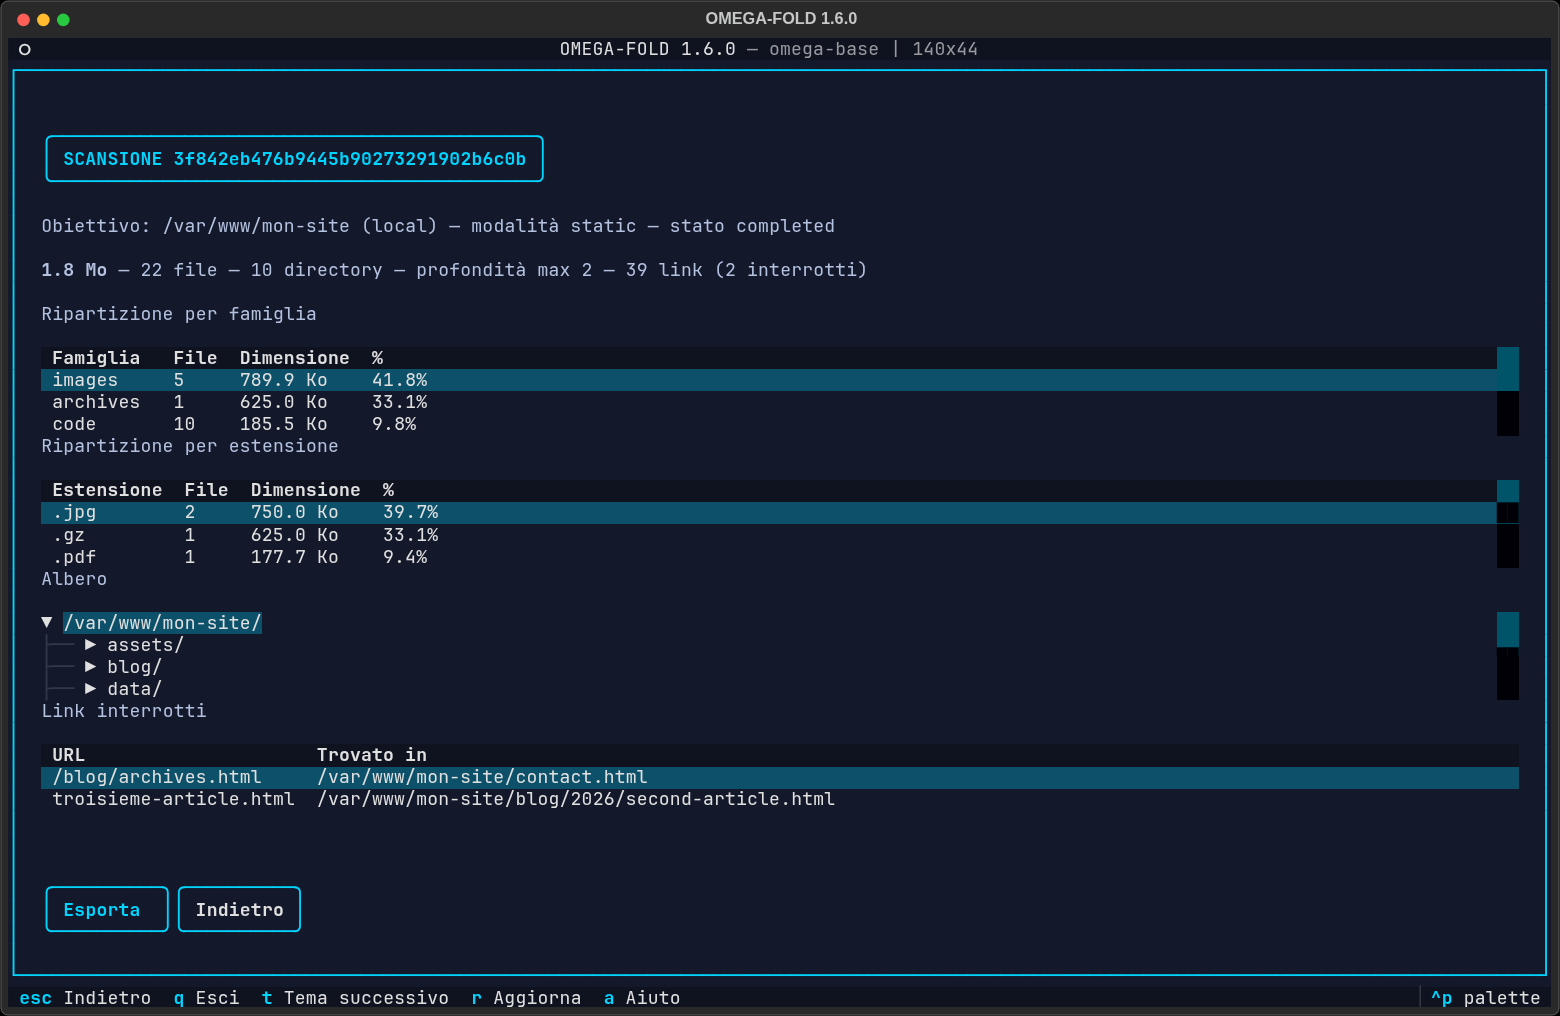 OMEGA-FOLD 1.6.0
OMEGA-FOLD 1.6.0 — omega-base | 140x44
SCANSIONE 3f842eb476b9445b90273291902b6c0b
Obiettivo: /var/www/mon-site (local) — modalità static — stato completed
1.8 Mo — 22 file — 10 directory — profondità max 2 — 39 link (2 interrotti)
Ripartizione per famiglia
Famiglia File Dimensione %
images 5 789.9 Ko 41.8%
archives 1 625.0 Ko 33.1%
code 10 185.5 Ko 9.8%
Ripartizione per estensione
Estensione File Dimensione %
.jpg 2 750.0 Ko 39.7%
.gz 1 625.0 Ko 33.1%
.pdf 1 177.7 Ko 9.4%
Albero
▼ /var/www/mon-site/
▶ assets/
▶ blog/
▶ data/
Link interrotti
URL Trovato in
/blog/archives.html /var/www/mon-site/contact.html
troisieme-article.html /var/www/mon-site/blog/2026/second-article.html
Esporta Indietro
esc Indietro q Esci t Tema successivo r Aggiorna a Aiuto ^p palette